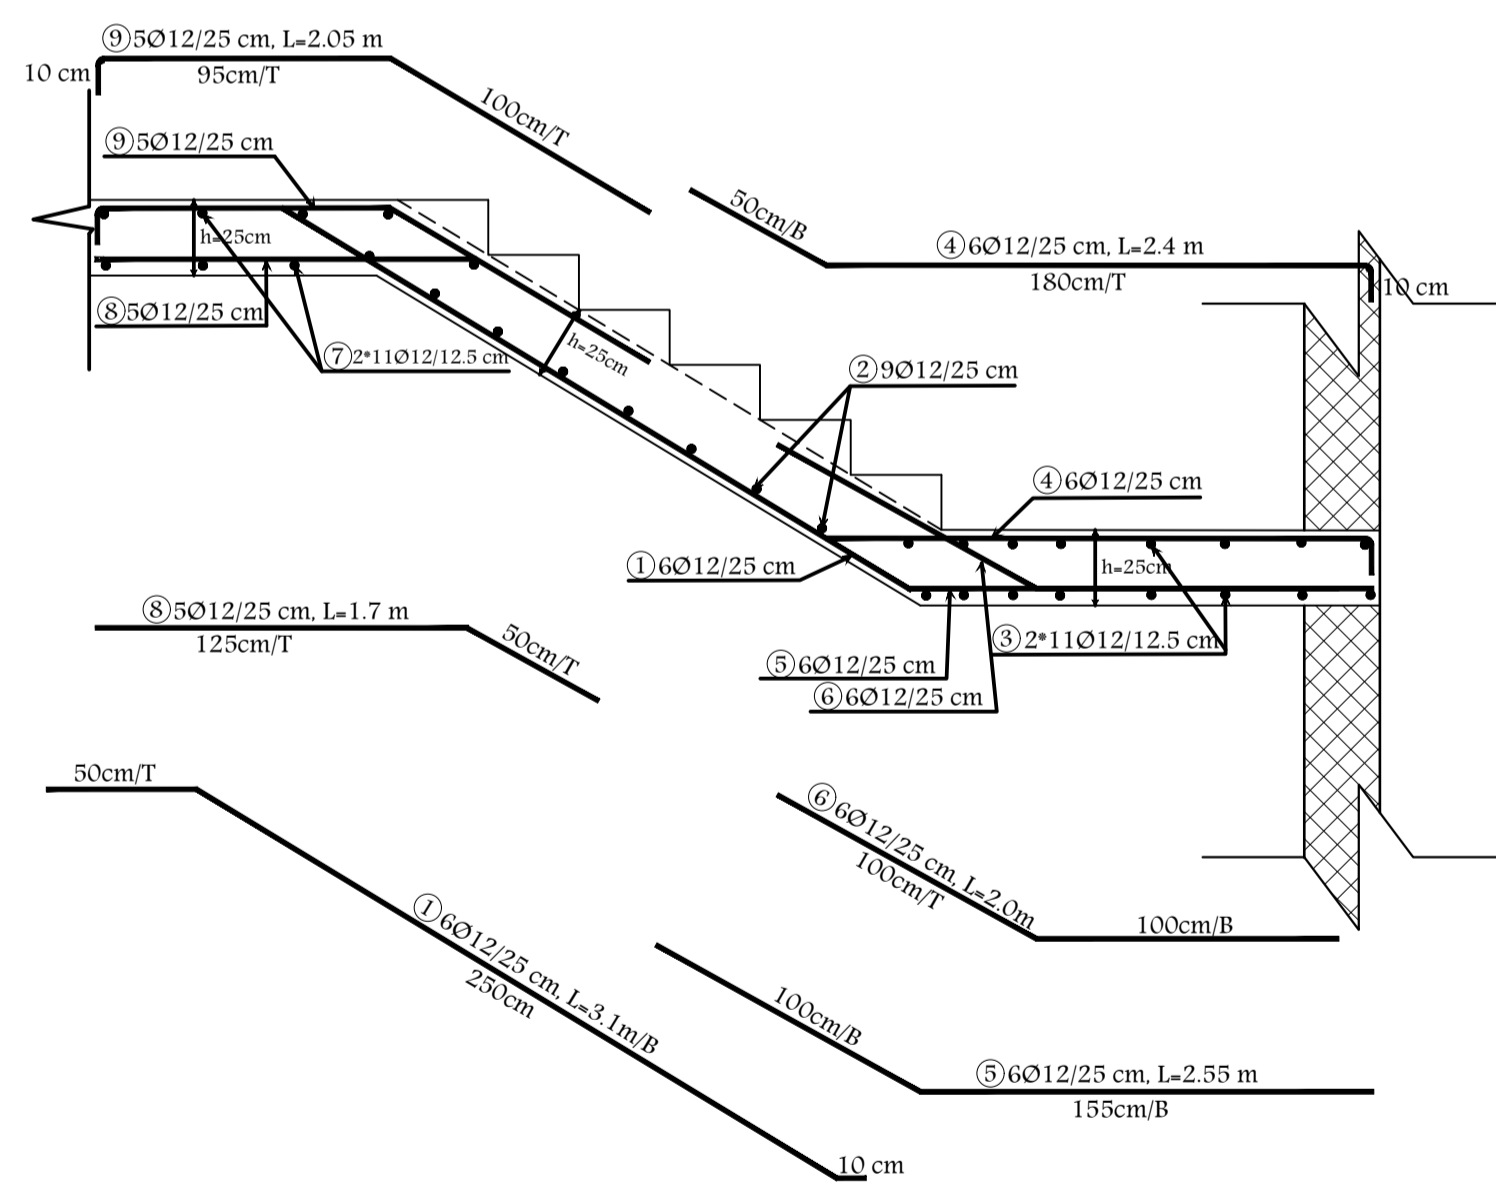 ⑨5Ø12/25 cm, L=2.05 m
10 cm
95cm/T
100cm/T
⑨5Ø12/25 cm
50cm/B
④6Ø12/25 cm, L=2.4 m
180cm/T
10 cm
h=25cm
⑧5Ø12/25 cm
⑦2*11Ø12/12.5 cm
h=25cm
②9Ø12/25 cm
④6Ø12/25 cm
①6Ø12/25 cm
h=25cm
③2*11Ø12/12.5 cm
⑤6Ø12/25 cm
⑥6Ø12/25 cm
⑧5Ø12/25 cm, L=1.7 m
125cm/T
50cm/T
50cm/T
①6Ø12/25 cm, L=3.1m/B
250cm
10 cm
⑥6Ø12/25 cm, L=2.0m
100cm/T
100cm/B
100cm/B
⑤6Ø12/25 cm, L=2.55 m
155cm/B